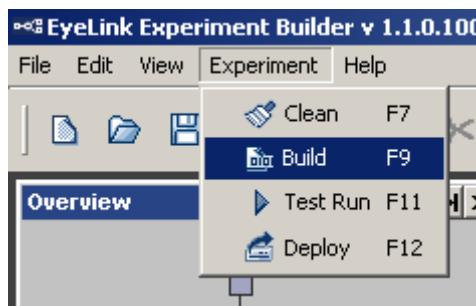 EyeLink Experiment Builder v 1.1.0.100
File Edit View Experiment Help
Clean F7
Build F9
Test Run F11
Deploy F12
Overview